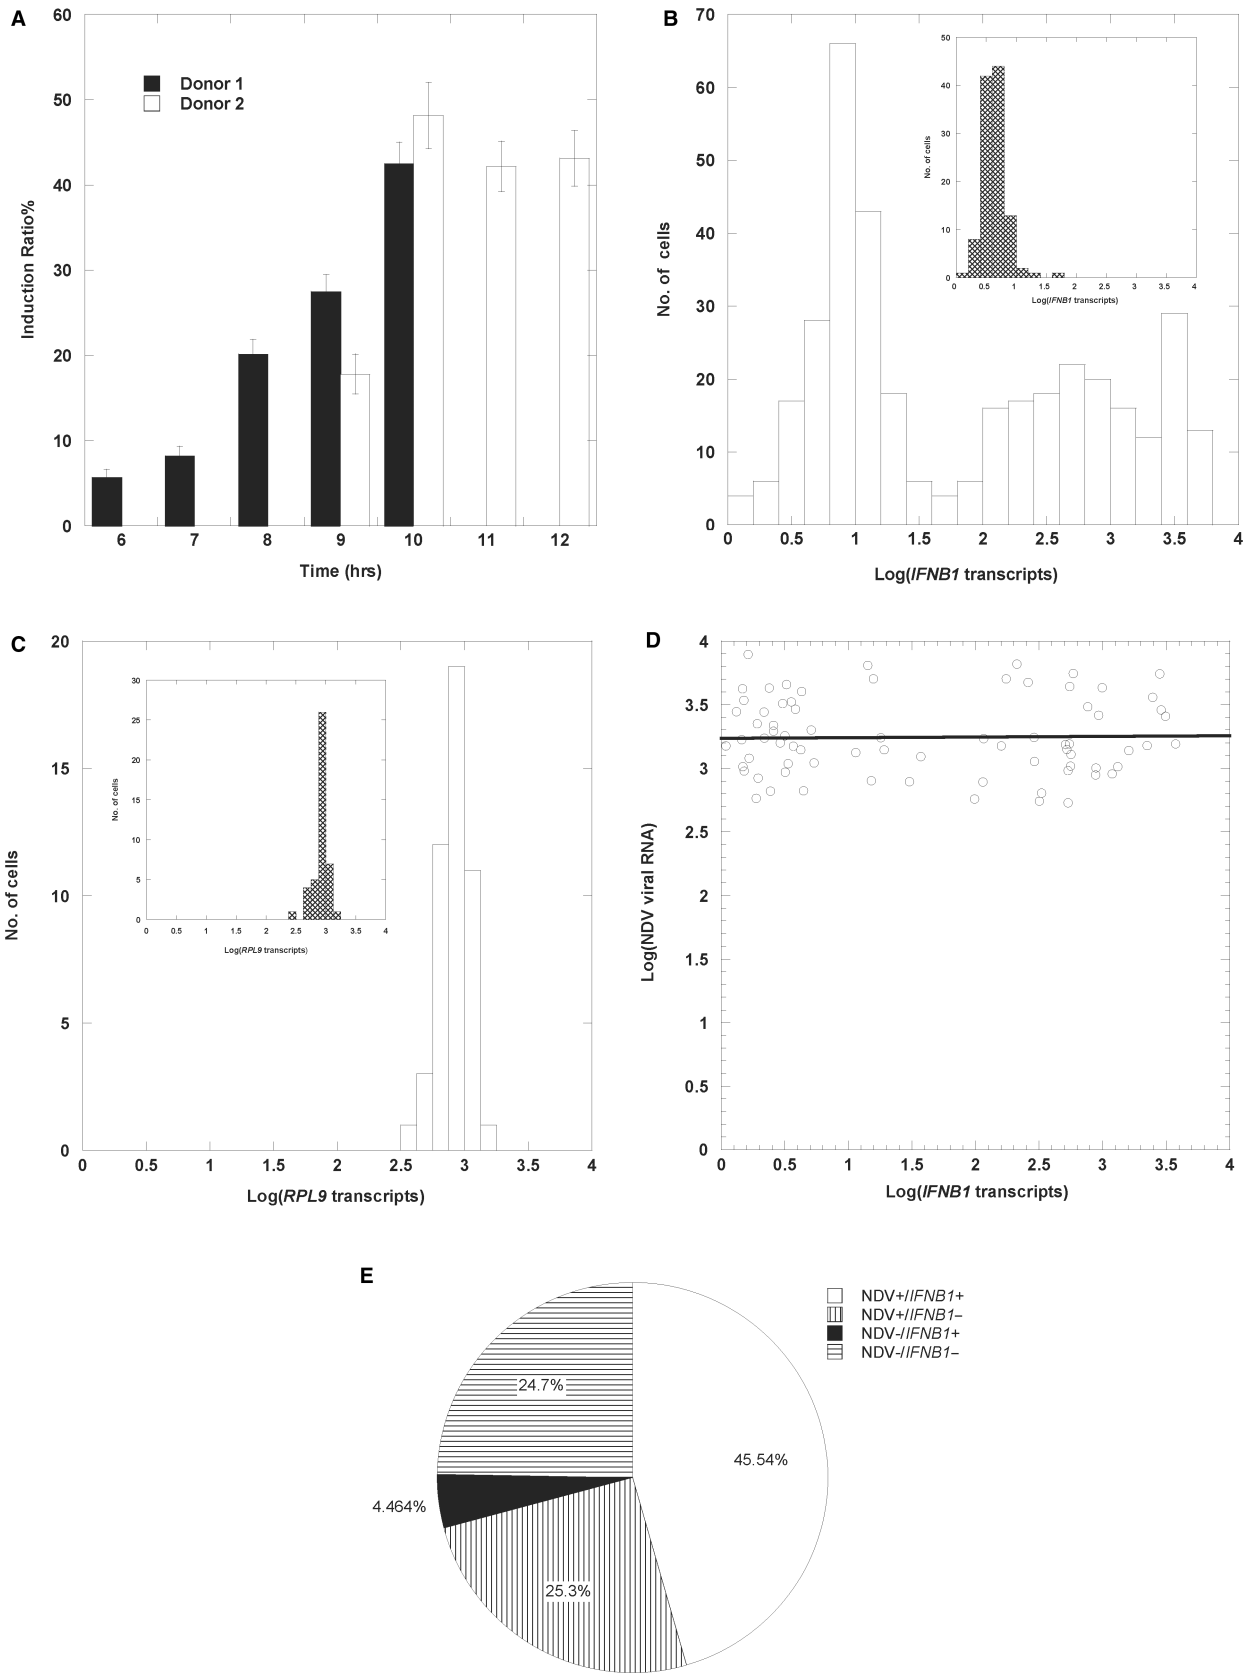 A
60
50
40
30
20
10
0
Induction Ratio%
Donor 1
Donor 2
6 7 8 9 10 11 12
Time (hrs)
B
70
60
50
40
30
20
10
0
No. of cells
0 0.5 1 1.5 2 2.5 3 3.5 4
Log(IFNB1 transcripts)
50
40
30
20
10
0
No. of cells
0 0.5 1 1.5 2 2.5 3 3.5 4
Log(IFNB1 transcripts)
C
20
15
10
5
0
No. of cells
0 0.5 1 1.5 2 2.5 3 3.5 4
Log(RPL9 transcripts)
30
25
20
15
10
5
0
No. of cells
0 0.5 1 1.5 2 2.5 3 3.5 4
Log(RPL9 transcripts)
D
4
3.5
3
2.5
2
1.5
1
0.5
0
Log(NDV viral RNA)
0 0.5 1 1.5 2 2.5 3 3.5 4
Log(IFNB1 transcripts)
E
NDV+/IFNB1+
NDV+/IFNB1–
NDV-/IFNB1+
NDV-/IFNB1–
24.7%
45.54%
4.464%
25.3%